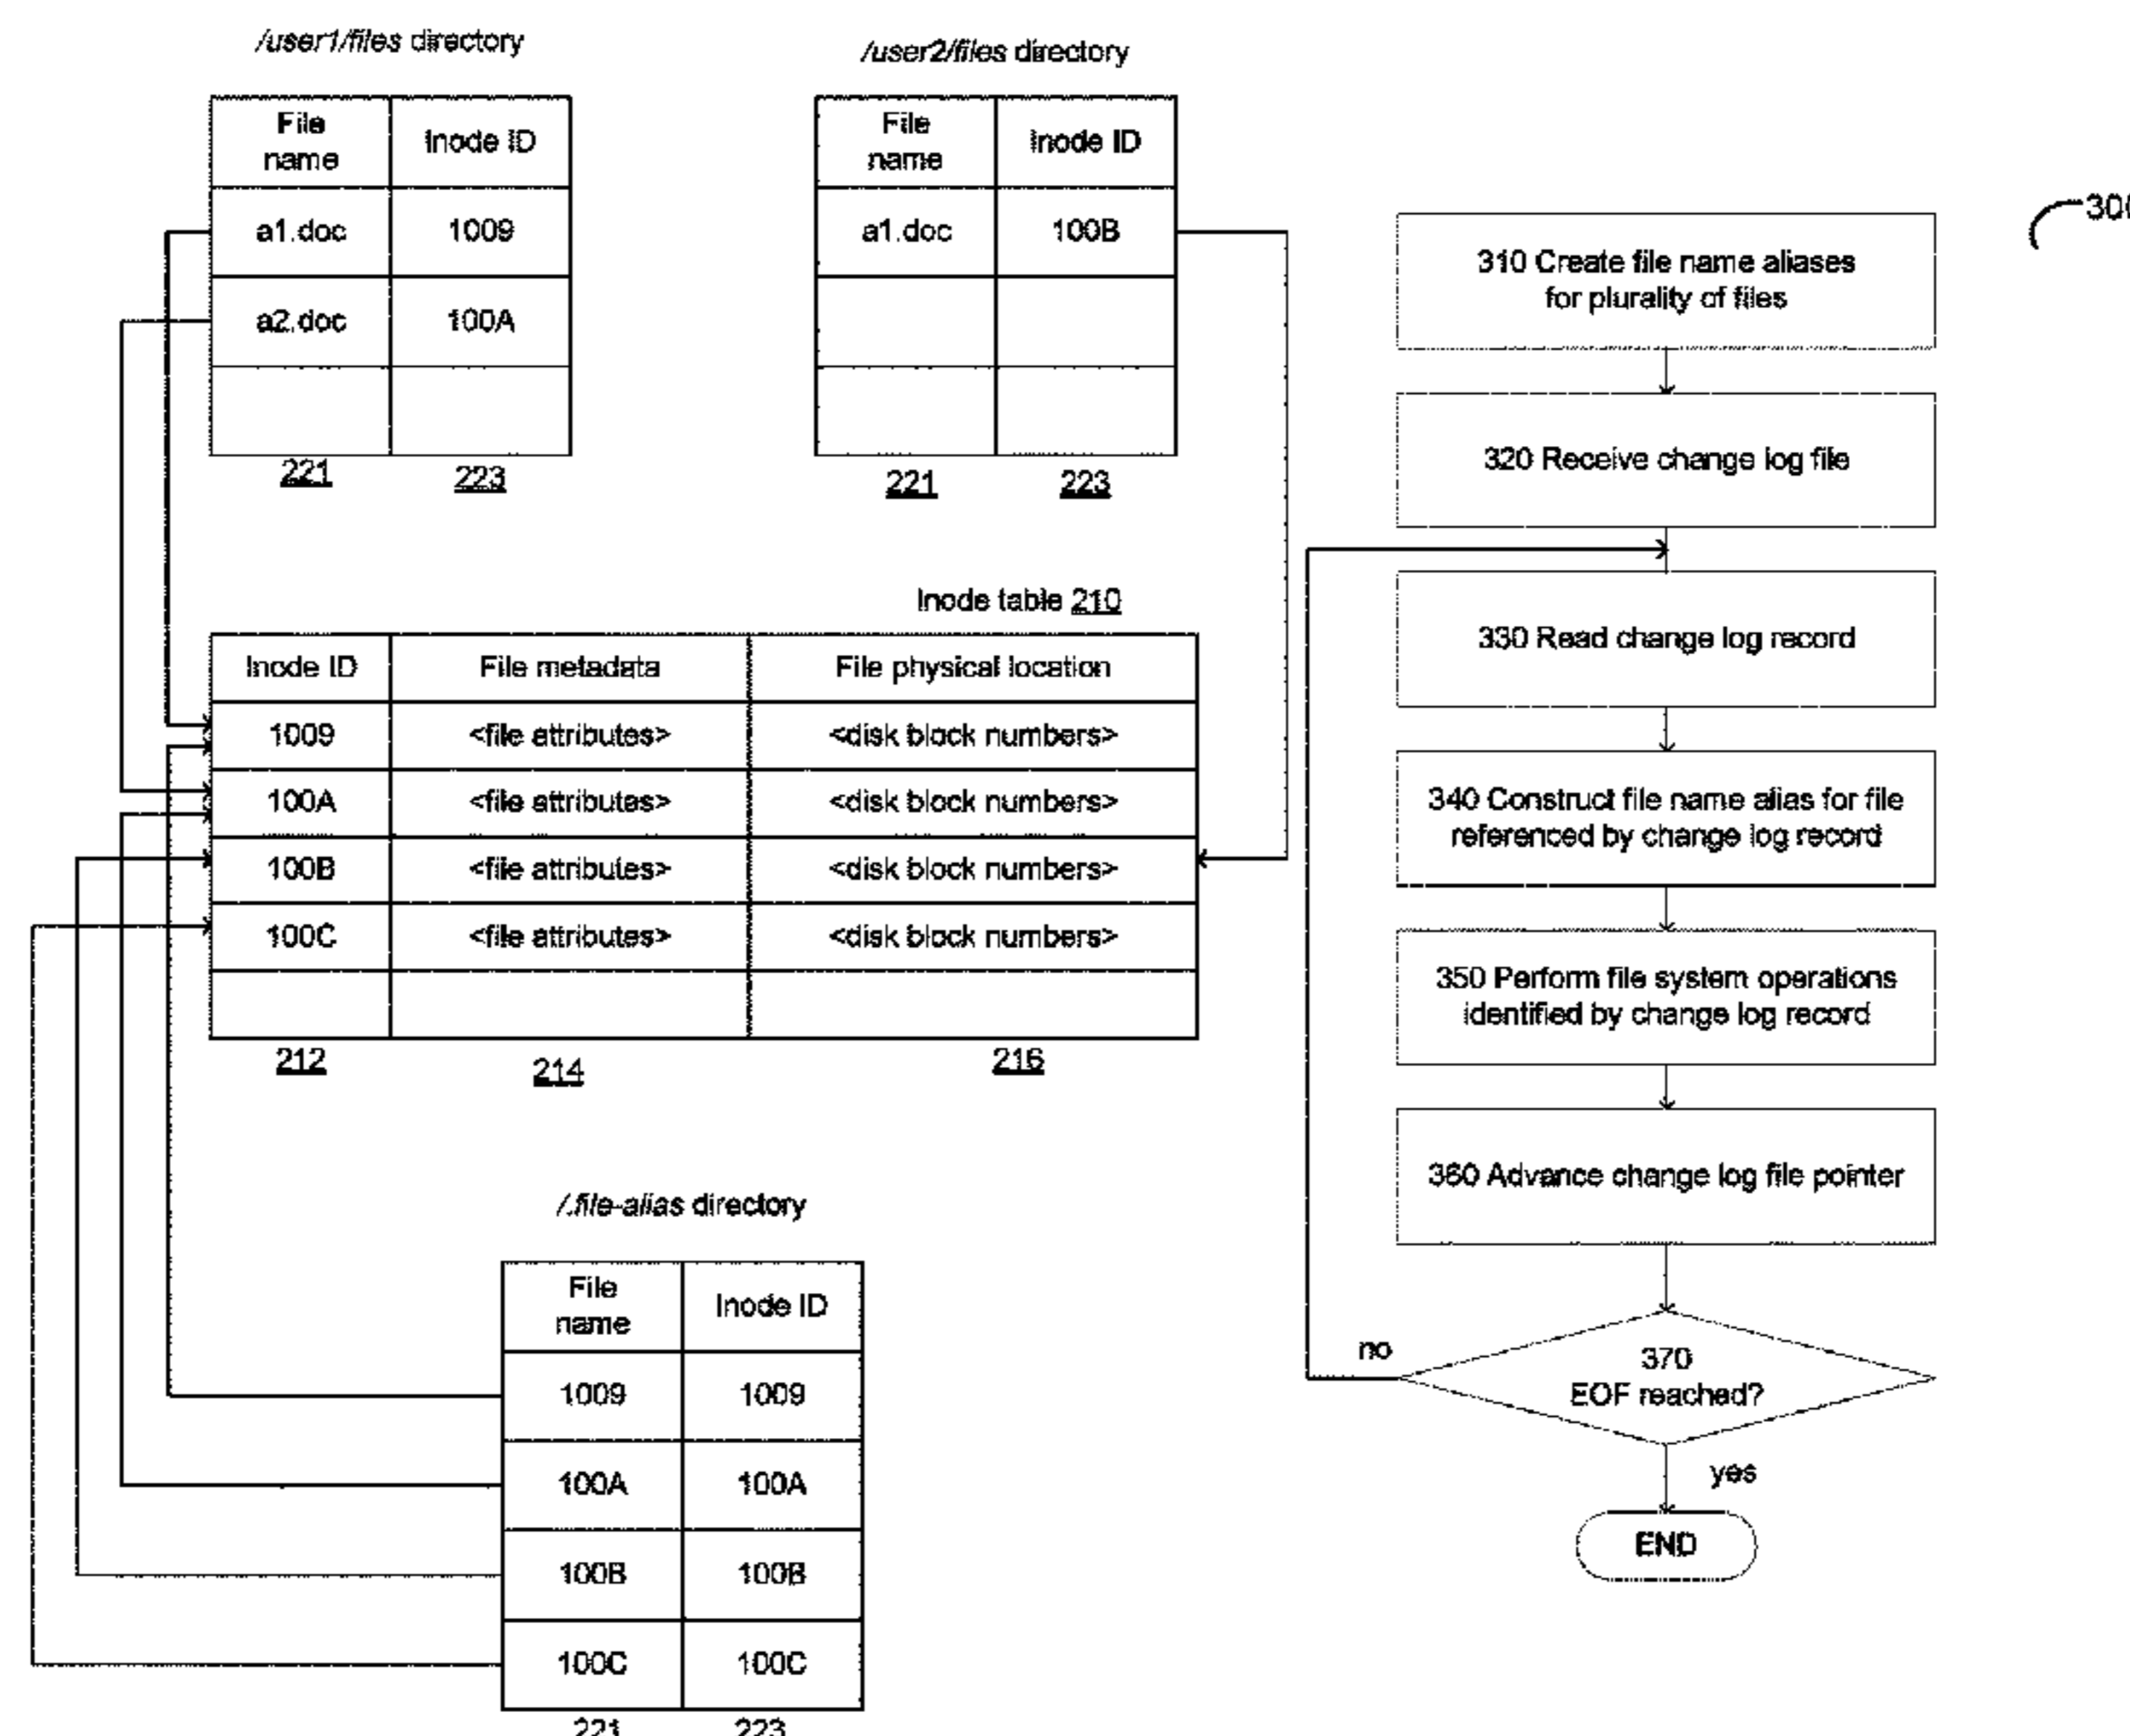 /user1/files directory
File name
Inode ID
a1.doc
1009
a2.doc
100A
221
223
/user2/files directory
File name
Inode ID
a1.doc
100B
221
223
Inode table 210
Inode ID
File metadata
File physical location
1009
<file attributes>
<disk block numbers>
100A
<file attributes>
<disk block numbers>
100B
<file attributes>
<disk block numbers>
100C
<file attributes>
<disk block numbers>
212
214
216
/.file-alias directory
File name
Inode ID
1009
1009
100A
100A
100B
100B
100C
100C
221
223
300
310 Create file name aliases
for plurality of files
320 Receive change log file
330 Read change log record
340 Construct file name alias for file
referenced by change log record
350 Perform file system operations
identified by change log record
360 Advance change log file pointer
370
EOF reached?
no
yes
END